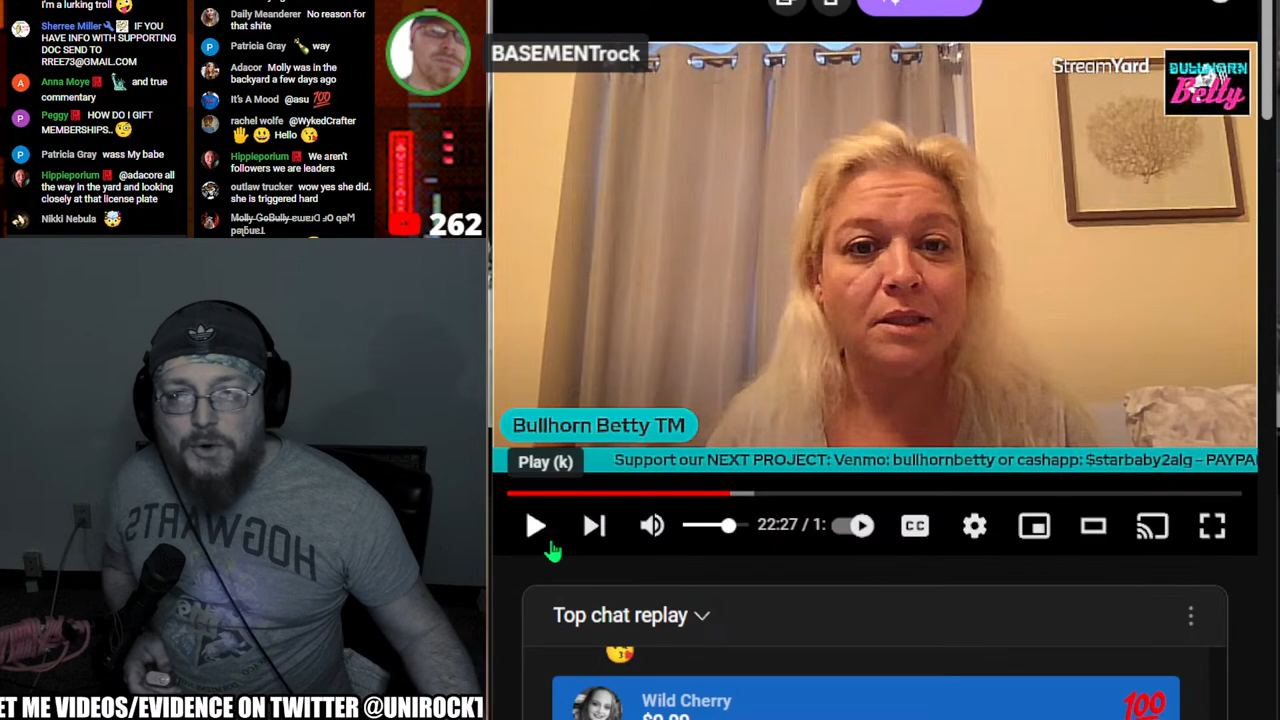 I'm a lurking troll
Sherree Miller IF YOU
HAVE INFO WITH SUPPORTING
DOC SEND TO
RREE73@GMAIL.COM
Anna Moye and true
commentary
Peggy HOW DO I GIFT
MEMBERSHIPS..
Patricia Gray wass My babe
Hippleporium @adacore all
the way in the yard and looking
closely at that license plate
Nikki Nebula
Daily Meanderer No reason for
that shite
Patricia Gray way
Adacor Molly was in the
backyard a few days ago
It's A Mood @asu 100
rachel wolfe @WykedCrafter
Hello
Hippleporium We aren't
followers we are leaders
outlaw trucker wow yes she did.
she is triggered hard
262
BASEMENTrock
StreamYard
BULLHORN
Betty
HOGWARTS
Bullhorn Betty TM
Play (k)
Support our NEXT PROJECT: Venmo: bullhornbetty or cashapp: $starbaby2alg - PAYPA
22:27 / 1:
CC
Top chat replay
Wild Cherry
100
ET ME VIDEOS/EVIDENCE ON TWITTER @UNIROCKT